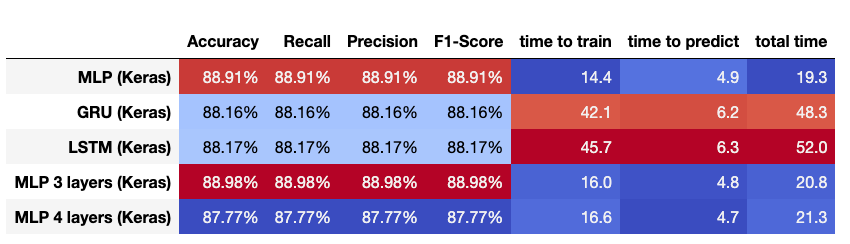 Accuracy Recall Precision F1-Score time to train time to predict total time
MLP (Keras) 88.91% 88.91% 88.91% 88.91% 14.4 4.9 19.3
GRU (Keras) 88.16% 88.16% 88.16% 88.16% 42.1 6.2 48.3
LSTM (Keras) 88.17% 88.17% 88.17% 88.17% 45.7 6.3 52.0
MLP 3 layers (Keras) 88.98% 88.98% 88.98% 88.98% 16.0 4.8 20.8
MLP 4 layers (Keras) 87.77% 87.77% 87.77% 87.77% 16.6 4.7 21.3